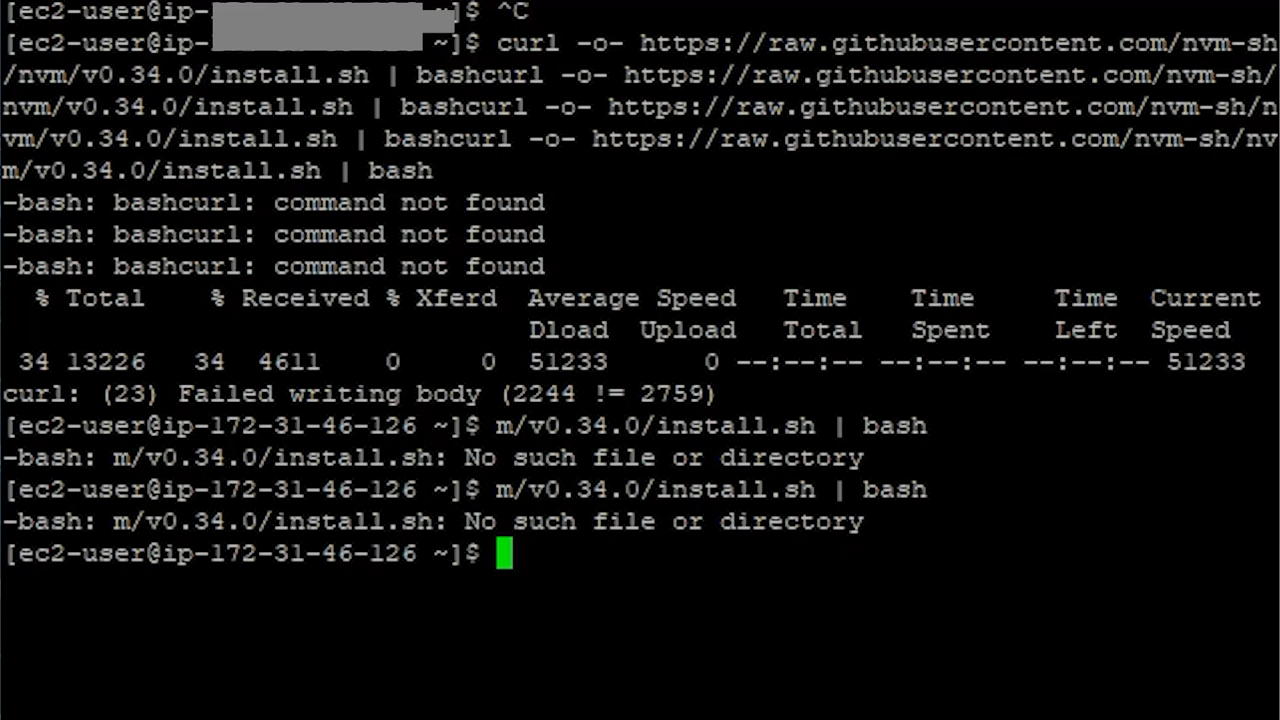 [ec2-user@ip- ~]$ ^C
[ec2-user@ip- ~]$ curl -o- https://raw.githubusercontent.com/nvm-sh
/nvm/v0.34.0/install.sh | bashcurl -o- https://raw.githubusercontent.com/nvm-sh/
nvm/v0.34.0/install.sh | bashcurl -o- https://raw.githubusercontent.com/nvm-sh/n
vm/v0.34.0/install.sh | bashcurl -o- https://raw.githubusercontent.com/nvm-sh/nv
m/v0.34.0/install.sh | bash
-bash: bashcurl: command not found
-bash: bashcurl: command not found
-bash: bashcurl: command not found
% Total % Received % Xferd Average Speed Time Time Time Current
Dload Upload Total Spent Left Speed
34 13226 34 4611 0 0 51233 0 --:--:-- --:--:-- --:--:-- 51233
curl: (23) Failed writing body (2244 != 2759)
[ec2-user@ip-172-31-46-126 ~]$ m/v0.34.0/install.sh | bash
-bash: m/v0.34.0/install.sh: No such file or directory
[ec2-user@ip-172-31-46-126 ~]$ m/v0.34.0/install.sh | bash
-bash: m/v0.34.0/install.sh: No such file or directory
[ec2-user@ip-172-31-46-126 ~]$